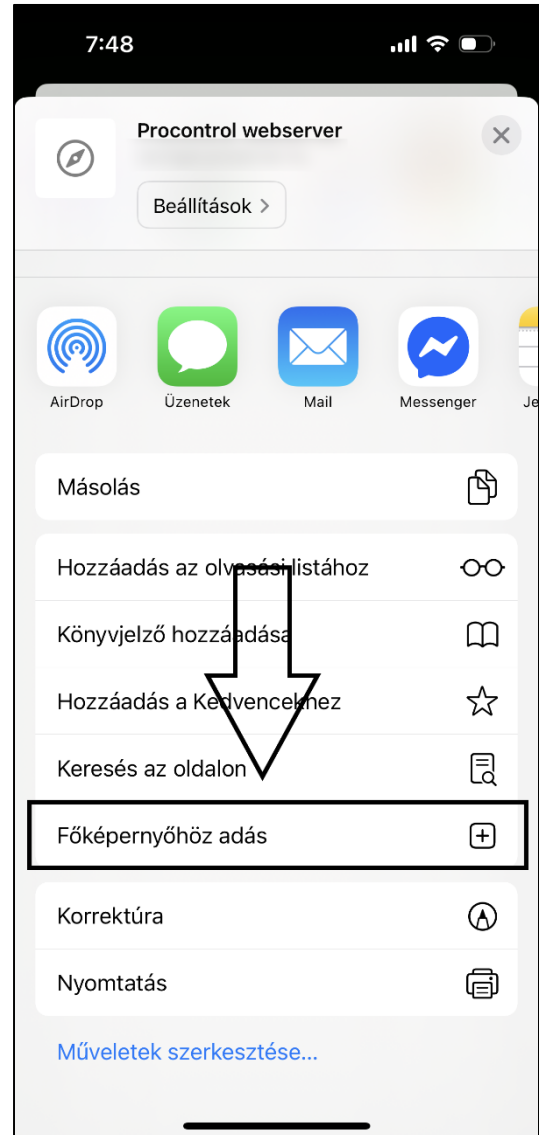 7:48
Procontrol webserver
Beállítások >
AirDrop
Üzenetek
Mail
Messenger
Je
Másolás
Hozzáadás az olvasási listához
Könyvjelző hozzáadása
Hozzáadás a Kedvencekhez
Keresés az oldalon
Főképernyőhöz adás
Korrektúra
Nyomtatás
Műveletek szerkesztése...